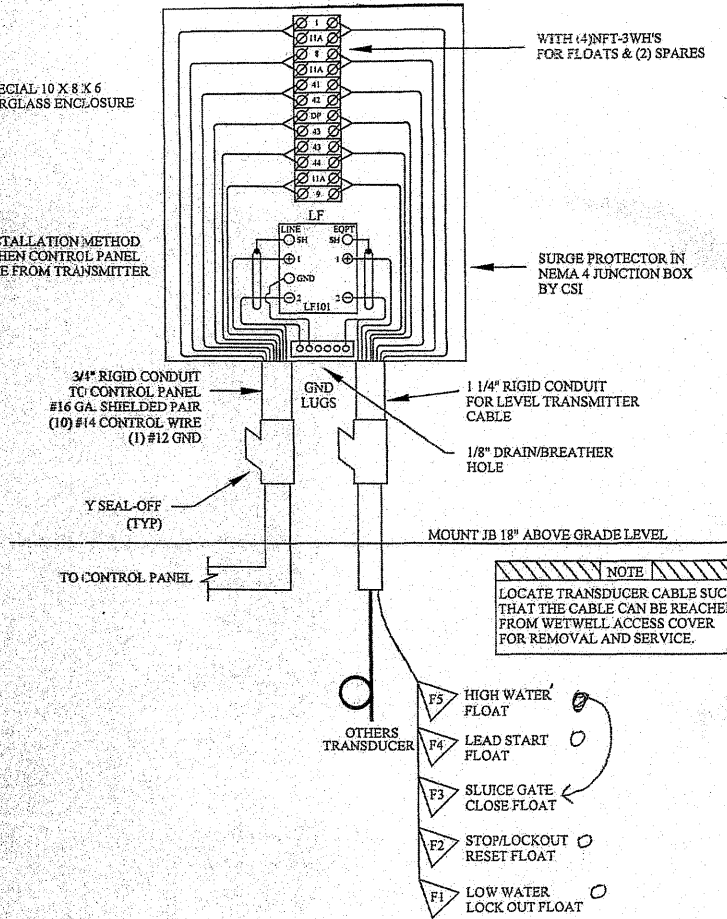 1
11A
8
11A
41
42
DP
43
43
44
11A
9
WITH (4)NFT-3WH'S
FOR FLOATS & (2) SPARES
ECIAL 10 X 8 X 6
RGLASS ENCLOSURE
LF
LINE EQPT
SH SH
1 1
GND
2 2
LF101
STALLATION METHOD
HEN CONTROL PANEL
E FROM TRANSMITTER
SURGE PROTECTOR IN
NEMA 4 JUNCTION BOX
BY CSI
3/4" RIGID CONDUIT
TO CONTROL PANEL
#16 GA. SHIELDED PAIR
(10) #14 CONTROL WIRE
(1) #12 GND
GND
LUGS
1 1/4" RIGID CONDUIT
FOR LEVEL TRANSMITTER
CABLE
1/8" DRAIN/BREATHER
HOLE
Y SEAL-OFF
(TYP)
MOUNT JB 18" ABOVE GRADE LEVEL
TO CONTROL PANEL
NOTE
LOCATE TRANSDUCER CABLE SUC
THAT THE CABLE CAN BE REACHE
FROM WETWELL ACCESS COVER
FOR REMOVAL AND SERVICE.
OTHERS
TRANSDUCER
F5 HIGH WATER
FLOAT
F4 LEAD START
FLOAT
F3 SLUICE GATE
CLOSE FLOAT
F2 STOP/LOCKOUT
RESET FLOAT
F1 LOW WATER
LOCK OUT FLOAT